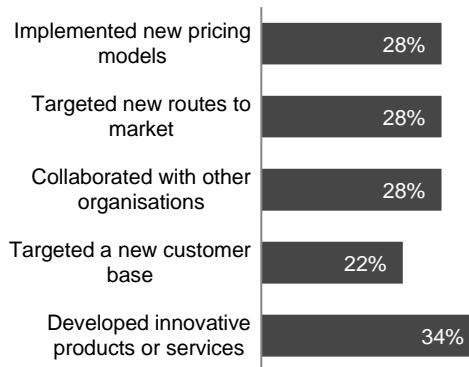 Implemented new pricing
models
28%
Targeted new routes to
market
28%
Collaborated with other
organisations
28%
Targeted a new customer
base
22%
Developed innovative
products or services
34%